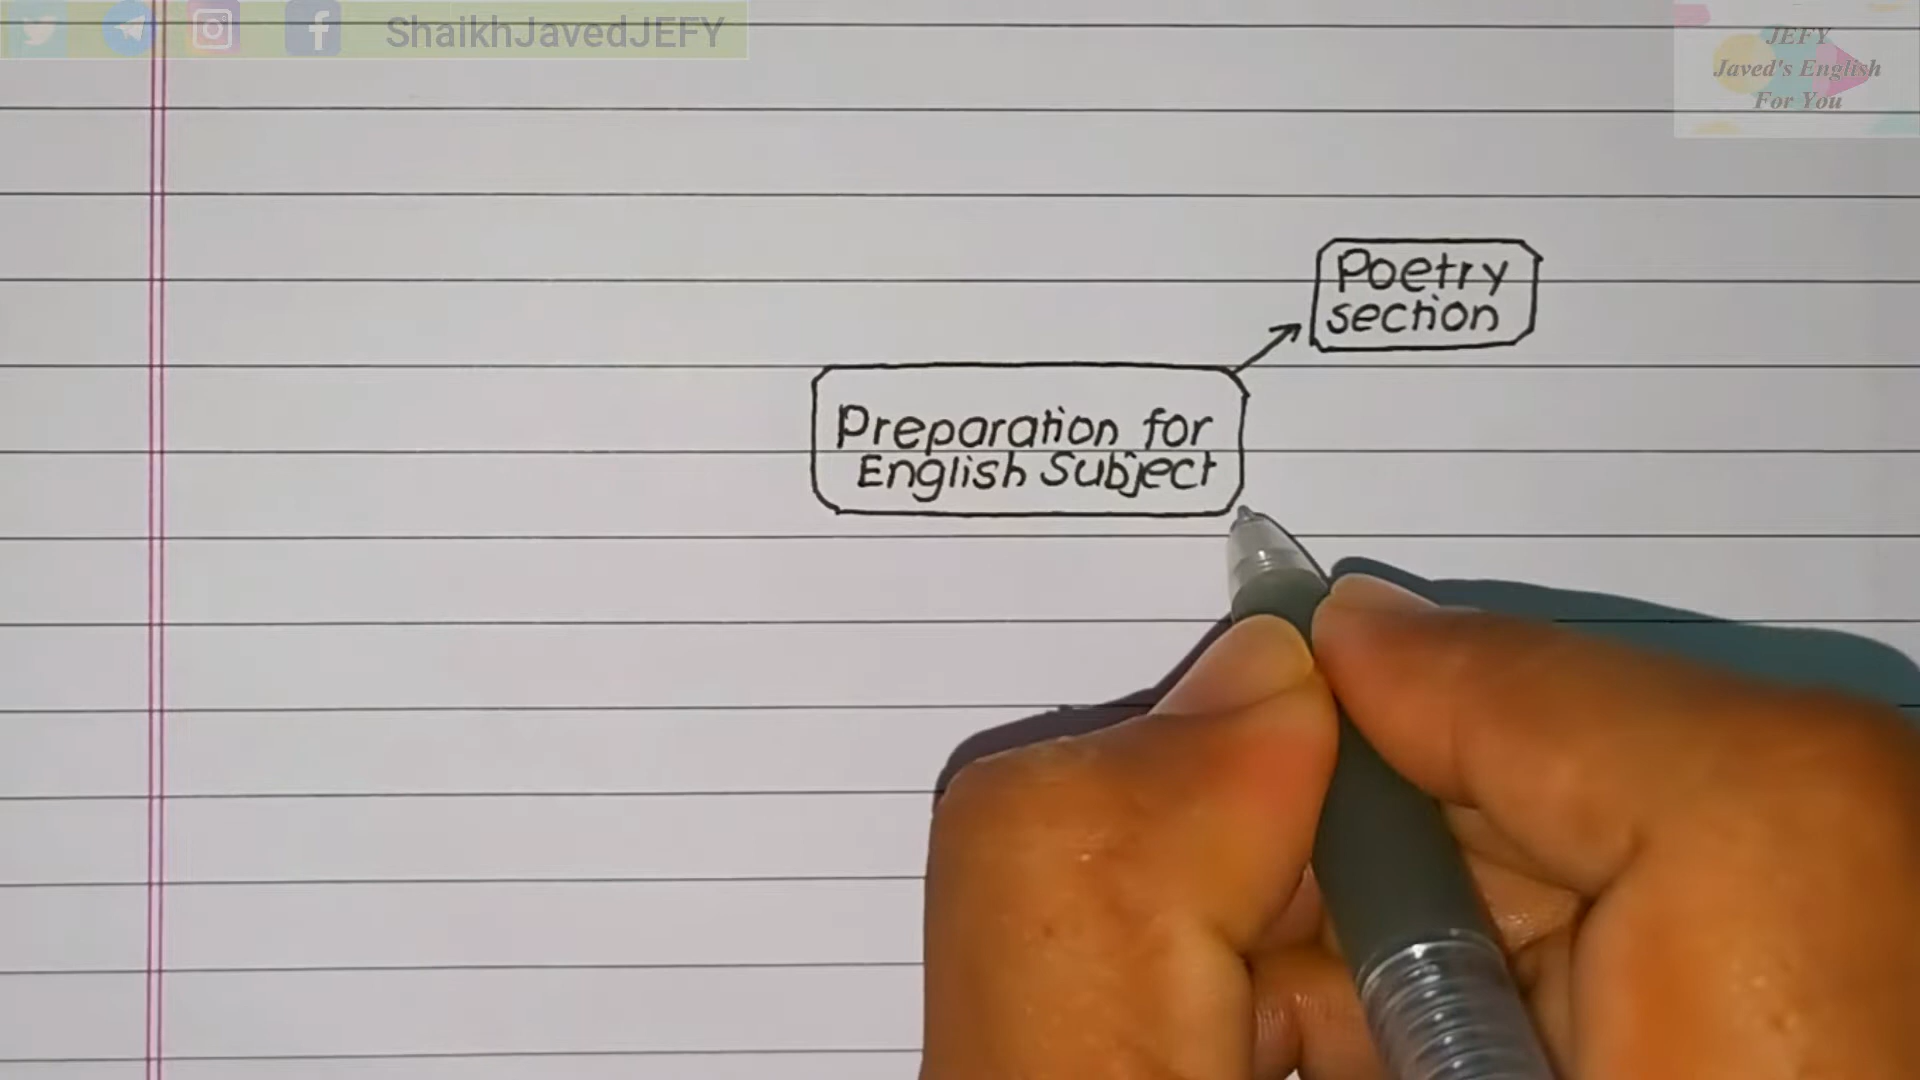 ShaikhJavedJEFY
JEFY
Javed's English
For You
Poetry
section
Preparation for
English Subject